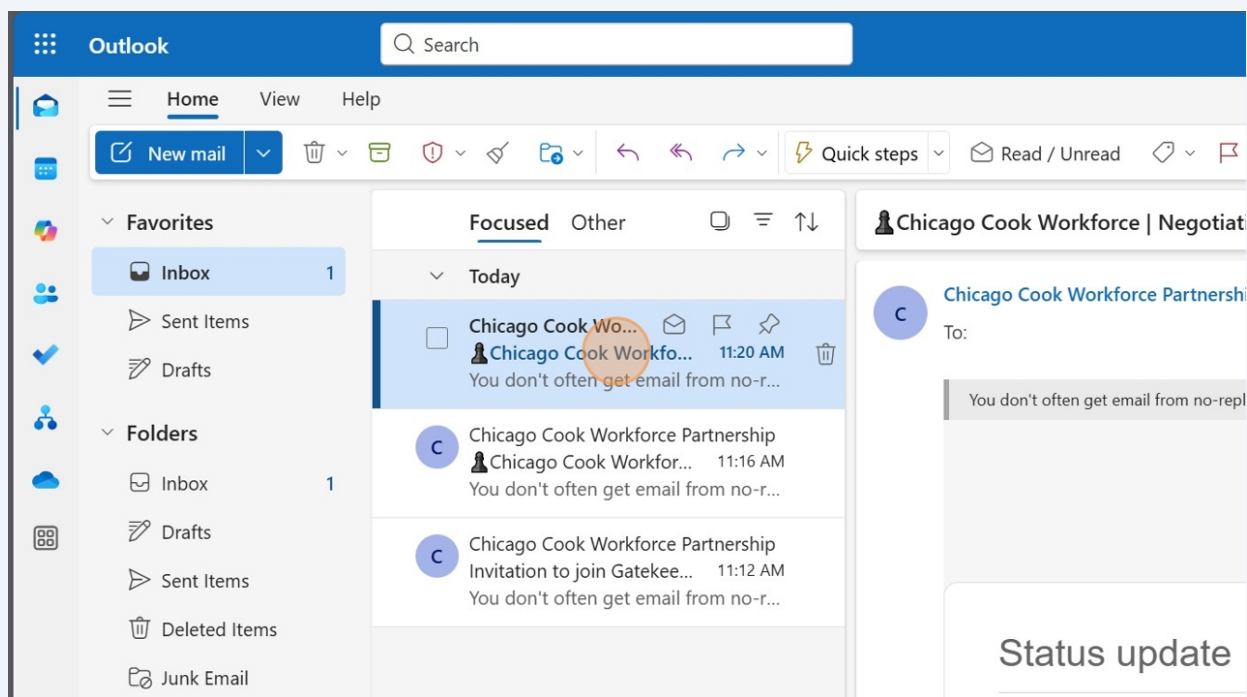 Outlook
Search
Home View Help
New mail
Quick steps
Read / Unread
Favorites
Inbox 1
Sent Items
Drafts
Folders
Inbox 1
Drafts
Sent Items
Deleted Items
Junk Email
Focused Other
Today
Chicago Cook Wo...
♟Chicago Cook Workfo... 11:20 AM
You don't often get email from no-r...
C
Chicago Cook Workforce Partnership
♟Chicago Cook Workfor... 11:16 AM
You don't often get email from no-r...
C
Chicago Cook Workforce Partnership
Invitation to join Gatekee... 11:12 AM
You don't often get email from no-r...
♟Chicago Cook Workforce | Negotiati
C
Chicago Cook Workforce Partnershi
To:
You don't often get email from no-repl
Status update